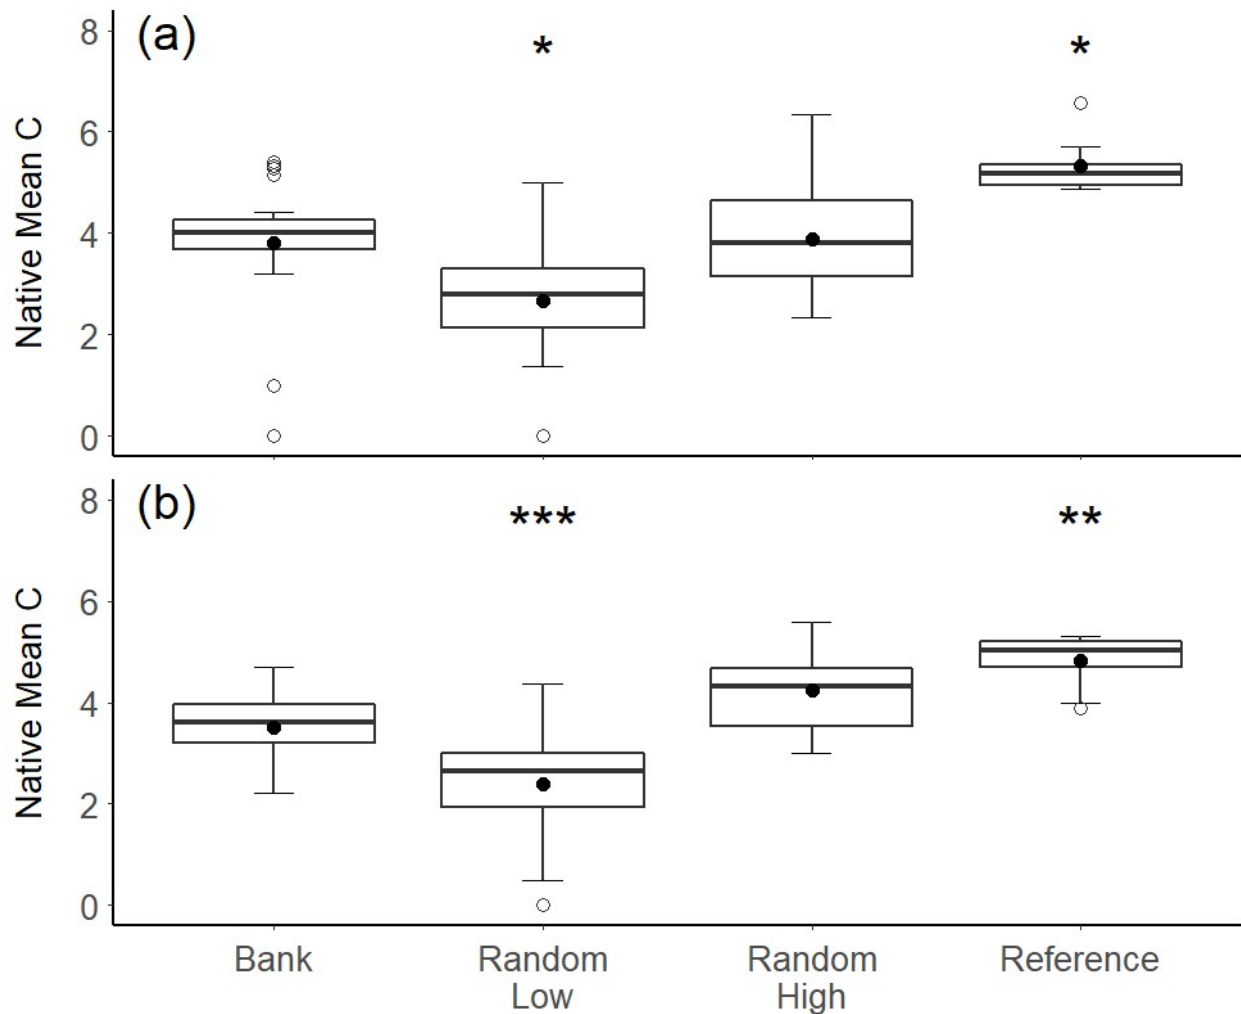 (a)
*
*
Native Mean C
8
6
4
2
0
(b)
***
**
Native Mean C
8
6
4
2
0
Bank
Random
Low
Random
High
Reference